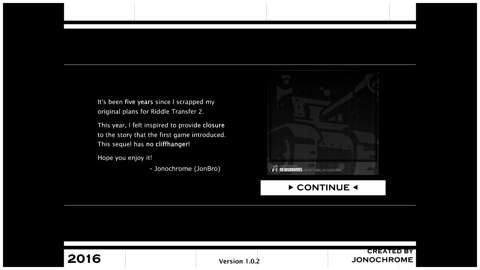 It's been five years since I scrapped my
original plans for Riddle Transfer 2.
This year, I felt inspired to provide closure
to the story that the first game introduced.
This sequel has no cliffhanger!
Hope you enjoy it!
- Jonochrome (JonBro)
CONTINUE
2016
Version 1.0.2
CREATED BY
JONOCHROME